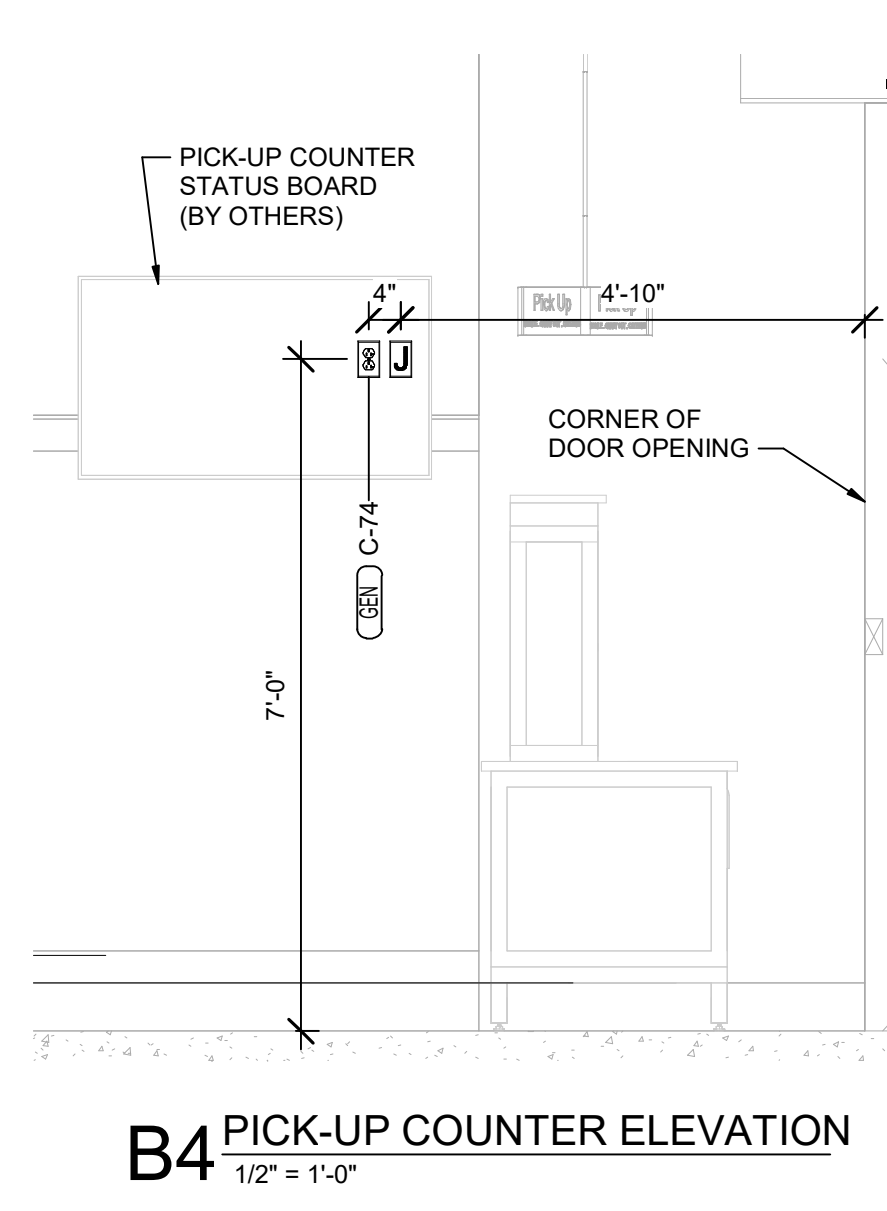 PICK-UP COUNTER
STATUS BOARD
(BY OTHERS)
4"
4'-10"
Pick Up
J
CORNER OF
DOOR OPENING
C-74
GEN
7'-0"
B4 PICK-UP COUNTER ELEVATION
1/2" = 1'-0"